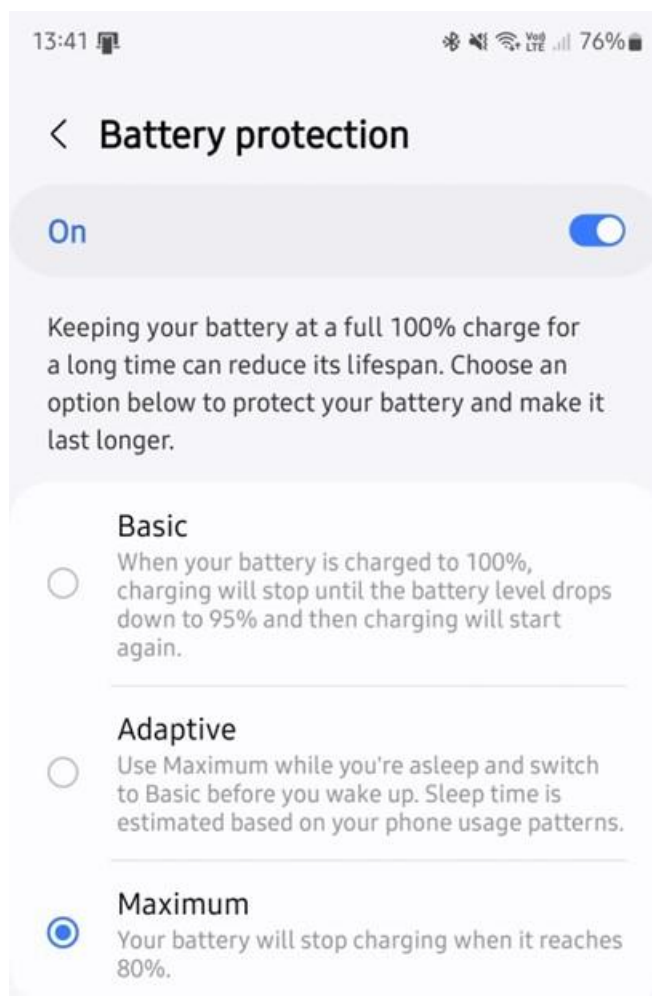 13:41 Vo)) LTE 76%
Battery protection
On
Keeping your battery at a full 100% charge for
a long time can reduce its lifespan. Choose an
option below to protect your battery and make it
last longer.
Basic
When your battery is charged to 100%,
charging will stop until the battery level drops
down to 95% and then charging will start
again.
Adaptive
Use Maximum while you're asleep and switch
to Basic before you wake up. Sleep time is
estimated based on your phone usage patterns.
Maximum
Your battery will stop charging when it reaches
80%.